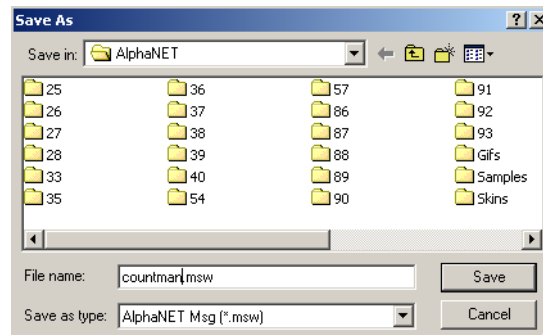 Save As
Save in: AlphaNET
25 36 57 91
26 37 86 92
27 38 87 93
28 39 88 Gifs
33 40 89 Samples
35 54 90 Skins
File name: countman.msw Save
Save as type: AlphaNET Msg (*.msw) Cancel